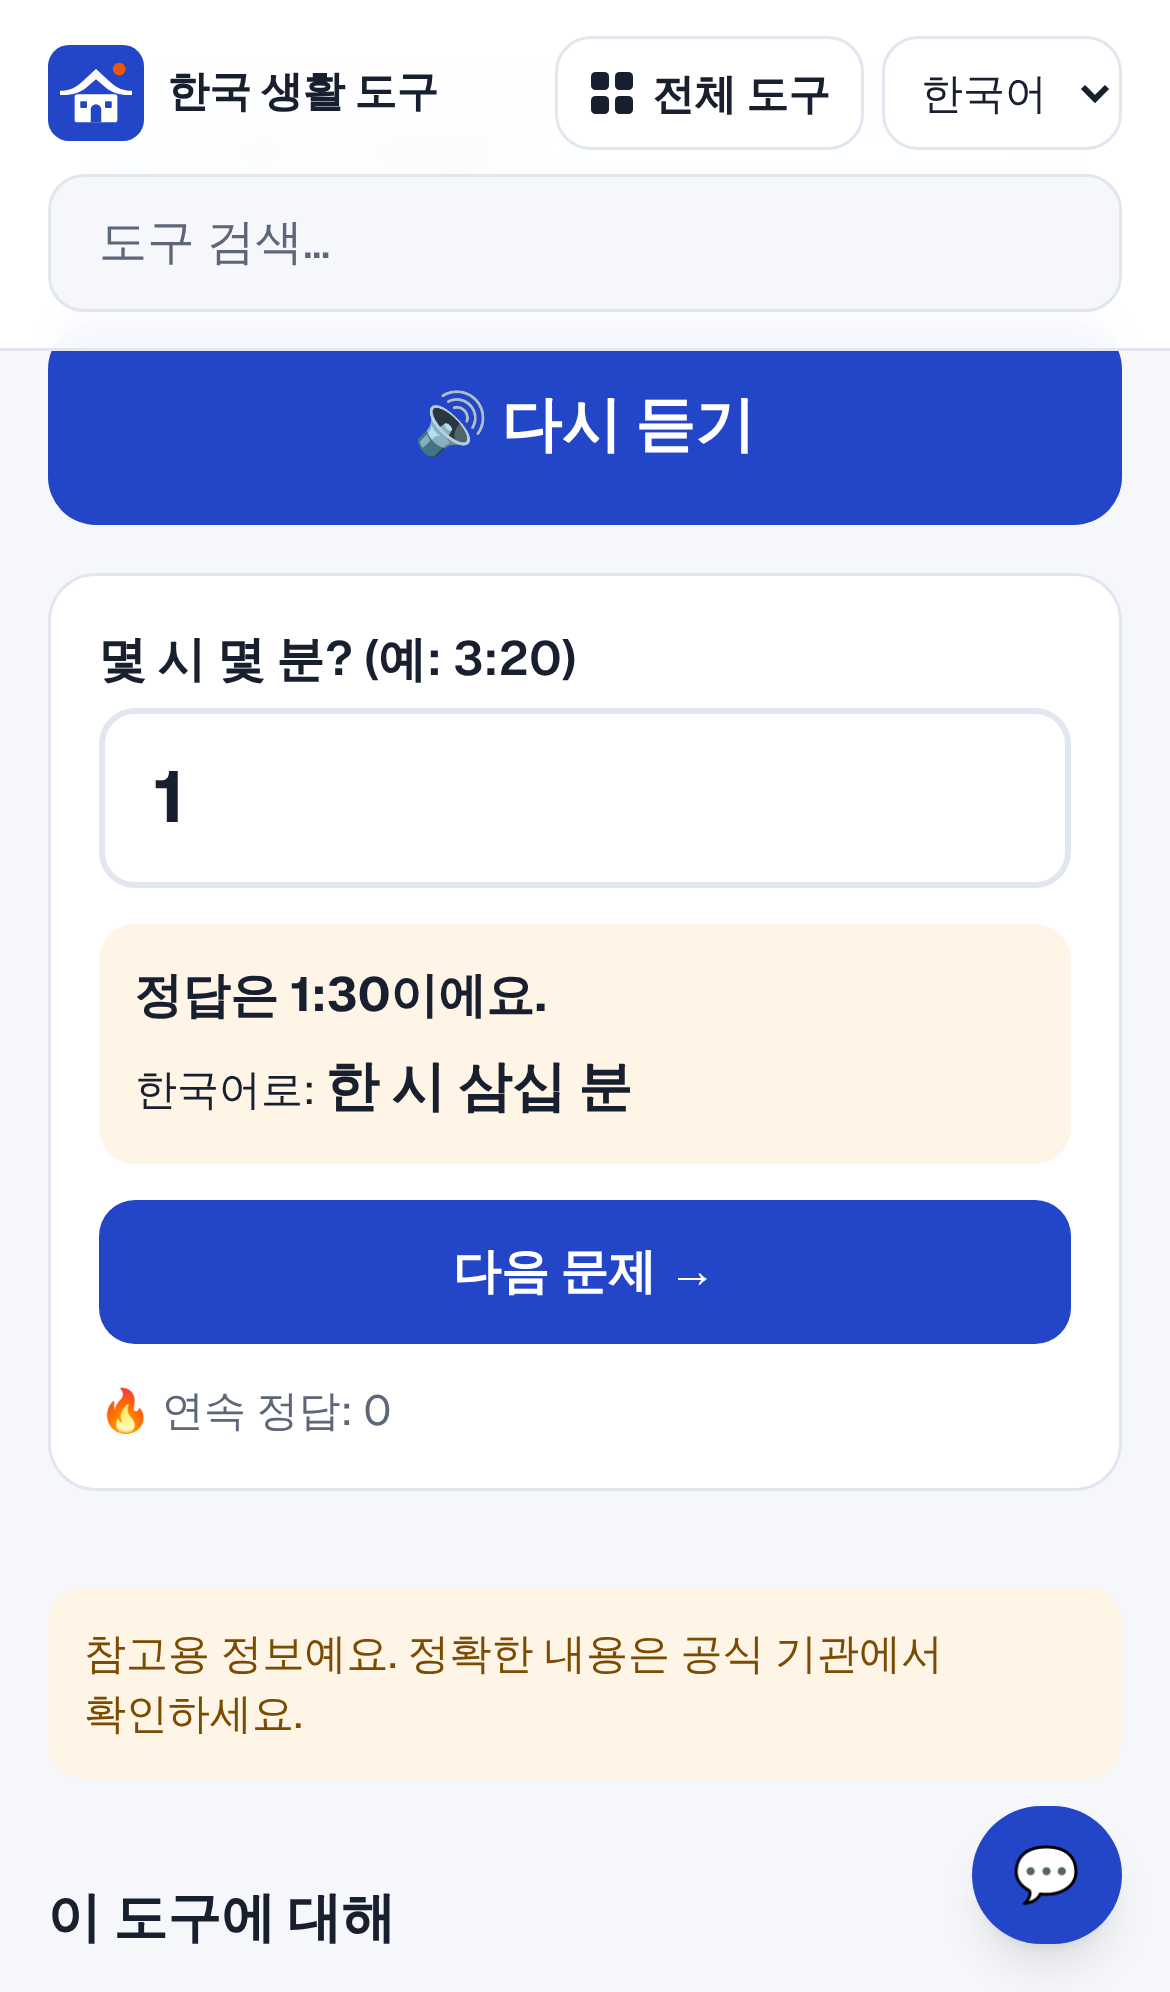 한국 생활 도구
전체 도구
한국어
도구 검색...
🔊 다시 듣기
몇 시 몇 분? (예: 3:20)
1
정답은 1:30이에요.
한국어로: 한 시 삼십 분
다음 문제 →
🔥 연속 정답: 0
참고용 정보예요. 정확한 내용은 공식 기관에서
확인하세요.
이 도구에 대해